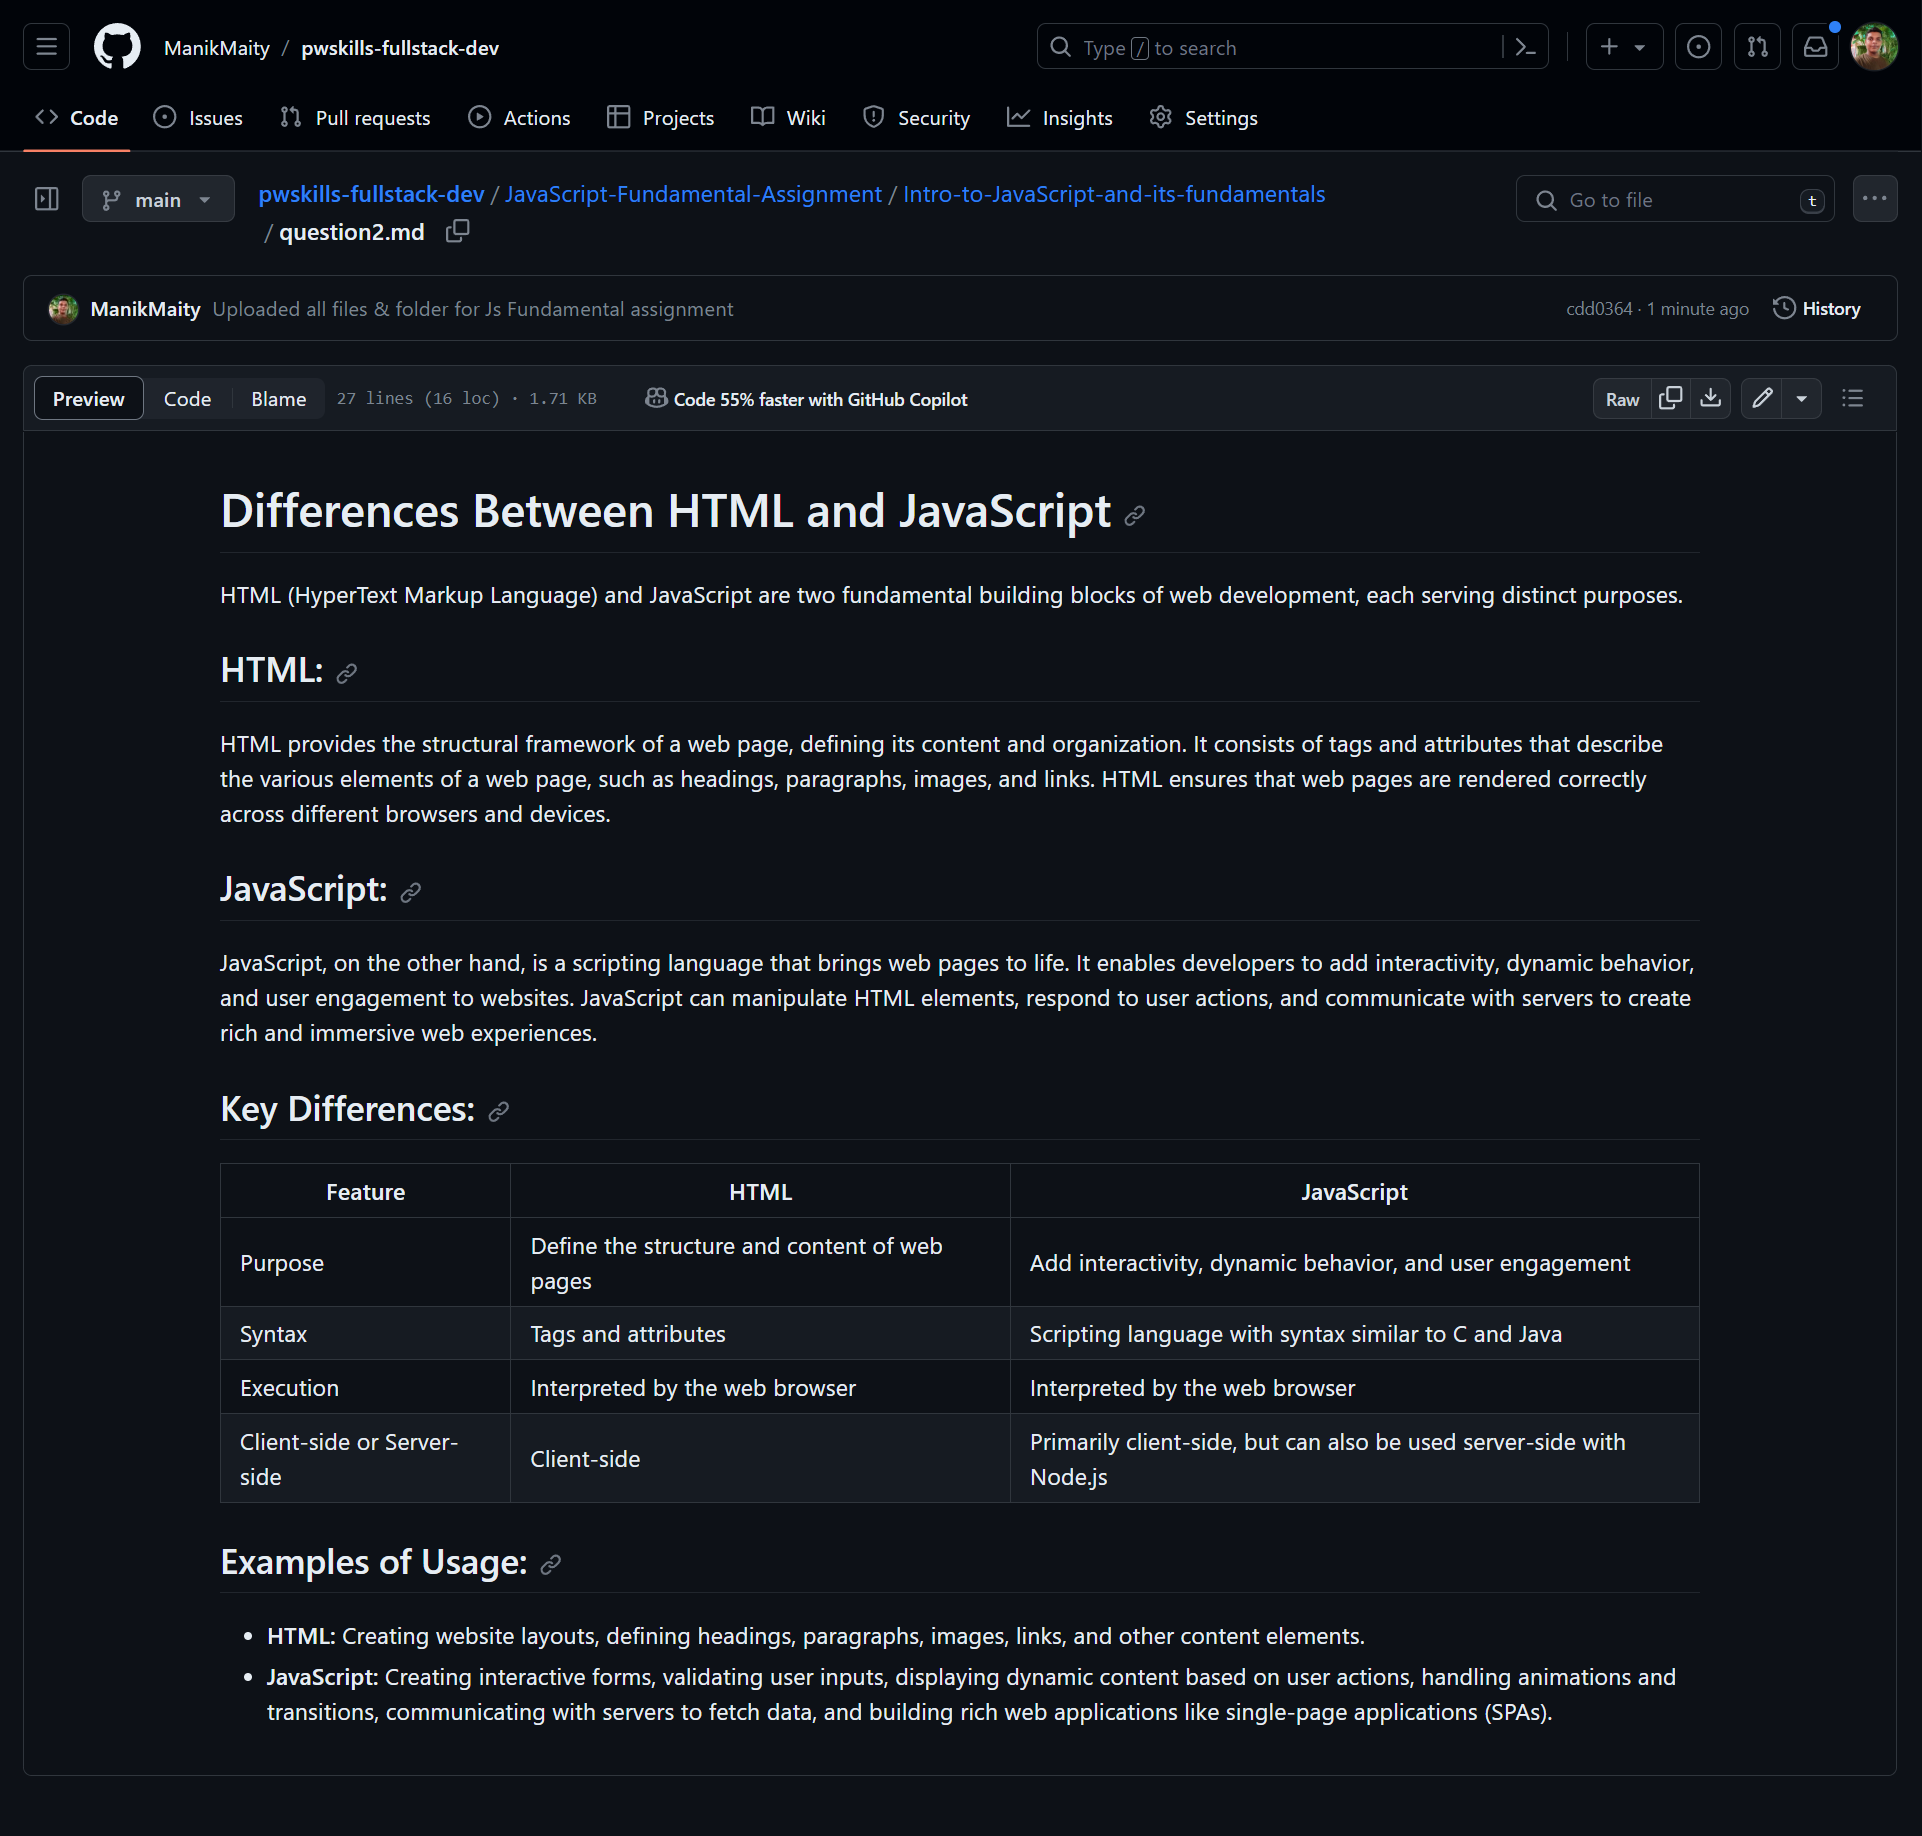 ManikMaity / pwskills-fullstack-dev
Type / to search
Code Issues Pull requests Actions Projects Wiki Security Insights Settings
main
pwskills-fullstack-dev / JavaScript-Fundamental-Assignment / Intro-to-JavaScript-and-its-fundamentals
/ question2.md
Go to file t
ManikMaity Uploaded all files & folder for Js Fundamental assignment
cdd0364 · 1 minute ago History
Preview Code Blame 27 lines (16 loc) · 1.71 KB Code 55% faster with GitHub Copilot Raw
Differences Between HTML and JavaScript
HTML (HyperText Markup Language) and JavaScript are two fundamental building blocks of web development, each serving distinct purposes.
HTML:
HTML provides the structural framework of a web page, defining its content and organization. It consists of tags and attributes that describe
the various elements of a web page, such as headings, paragraphs, images, and links. HTML ensures that web pages are rendered correctly
across different browsers and devices.
JavaScript:
JavaScript, on the other hand, is a scripting language that brings web pages to life. It enables developers to add interactivity, dynamic behavior,
and user engagement to websites. JavaScript can manipulate HTML elements, respond to user actions, and communicate with servers to create
rich and immersive web experiences.
Key Differences:
Feature HTML JavaScript
Purpose
Define the structure and content of web
pages
Add interactivity, dynamic behavior, and user engagement
Syntax Tags and attributes Scripting language with syntax similar to C and Java
Execution Interpreted by the web browser Interpreted by the web browser
Client-side or Server-
side
Client-side
Primarily client-side, but can also be used server-side with
Node.js
Examples of Usage:
• HTML: Creating website layouts, defining headings, paragraphs, images, links, and other content elements.
• JavaScript: Creating interactive forms, validating user inputs, displaying dynamic content based on user actions, handling animations and
transitions, communicating with servers to fetch data, and building rich web applications like single-page applications (SPAs).